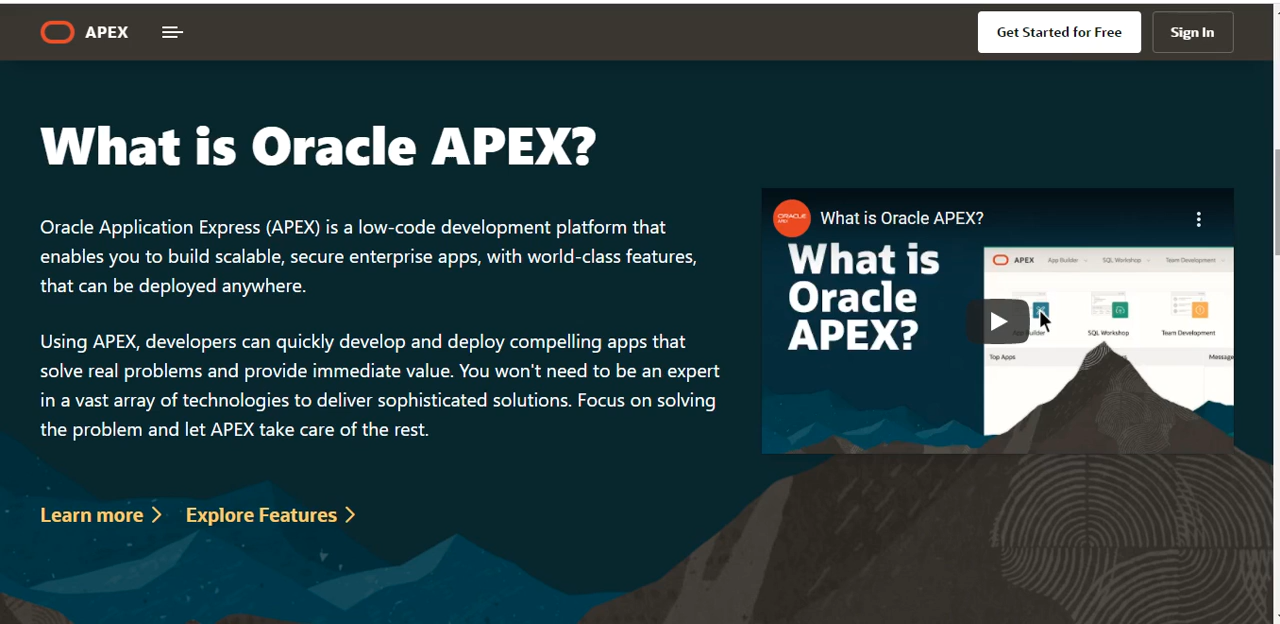 APEX
Get Started for Free
Sign In
What is Oracle APEX?
Oracle Application Express (APEX) is a low-code development platform that
enables you to build scalable, secure enterprise apps, with world-class features,
that can be deployed anywhere.
Using APEX, developers can quickly develop and deploy compelling apps that
solve real problems and provide immediate value. You won't need to be an expert
in a vast array of technologies to deliver sophisticated solutions. Focus on solving
the problem and let APEX take care of the rest.
Learn more
Explore Features
ORACLE
APEX
What is Oracle APEX?
What is
Oracle
APEX?
APEX
App Builder
SQL Workshop
Team Development
App Builder
SQL Workshop
Team Development
Top Apps